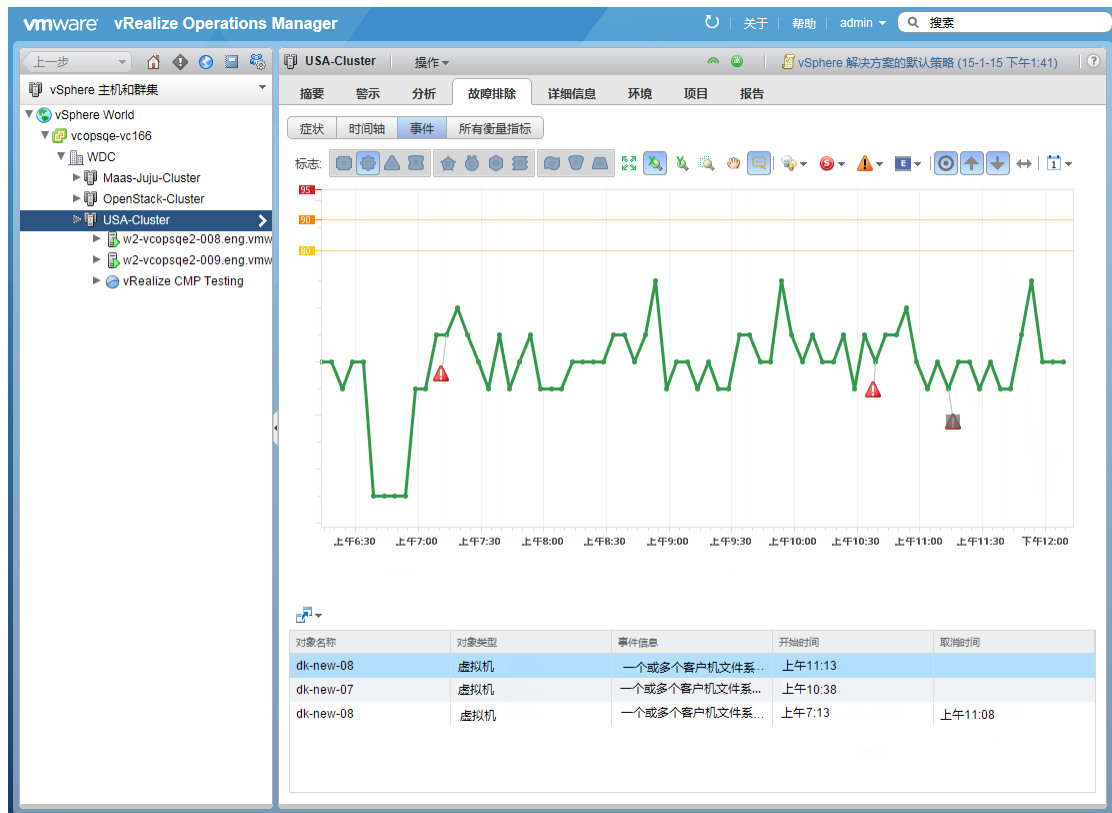 vmware vRealize Operations Manager 关于 帮助 admin 搜索
上一步
vSphere 主机和群集
vSphere World
vcopsqe-vc166
WDC
Maas-Juju-Cluster
OpenStack-Cluster
USA-Cluster
w2-vcopsqe2-008.eng.vmw
w2-vcopsqe2-009.eng.vmw
vRealize CMP Testing
USA-Cluster 操作 vSphere 解决方案的默认策略 (15-1-15 下午1:41) ?
摘要 警示 分析 故障排除 详细信息 环境 项目 报告
症状 时间轴 事件 所有衡量指标
标志: S E 1
95
90
80
上午6:30 上午7:00 上午7:30 上午8:00 上午8:30 上午9:00 上午9:30 上午10:00 上午10:30 上午11:00 上午11:30 下午12:00
对象名称 对象类型 事件信息 开始时间 取消时间
dk-new-08 虚拟机 一个或多个客户机文件系... 上午11:13
dk-new-07 虚拟机 一个或多个客户机文件系... 上午10:38
dk-new-08 虚拟机 一个或多个客户机文件系... 上午7:13 上午11:08